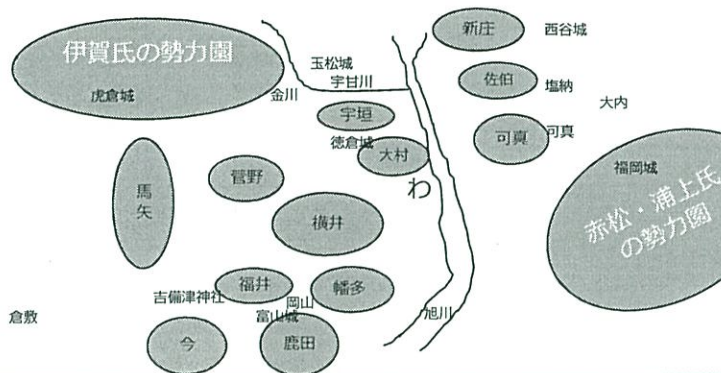 新庄
西谷城
伊賀氏の勢力園
玉松城
宇甘川
佐伯
塩納
虎倉城
金川
大内
宇垣
徳倉城
可真
可真
大村
福岡城
菅野
わ
馬矢
赤松・浦上氏
の勢力園
横井
福井
幡多
吉備津神社
岡山
富山城
旭川
倉敷
今
鹿田